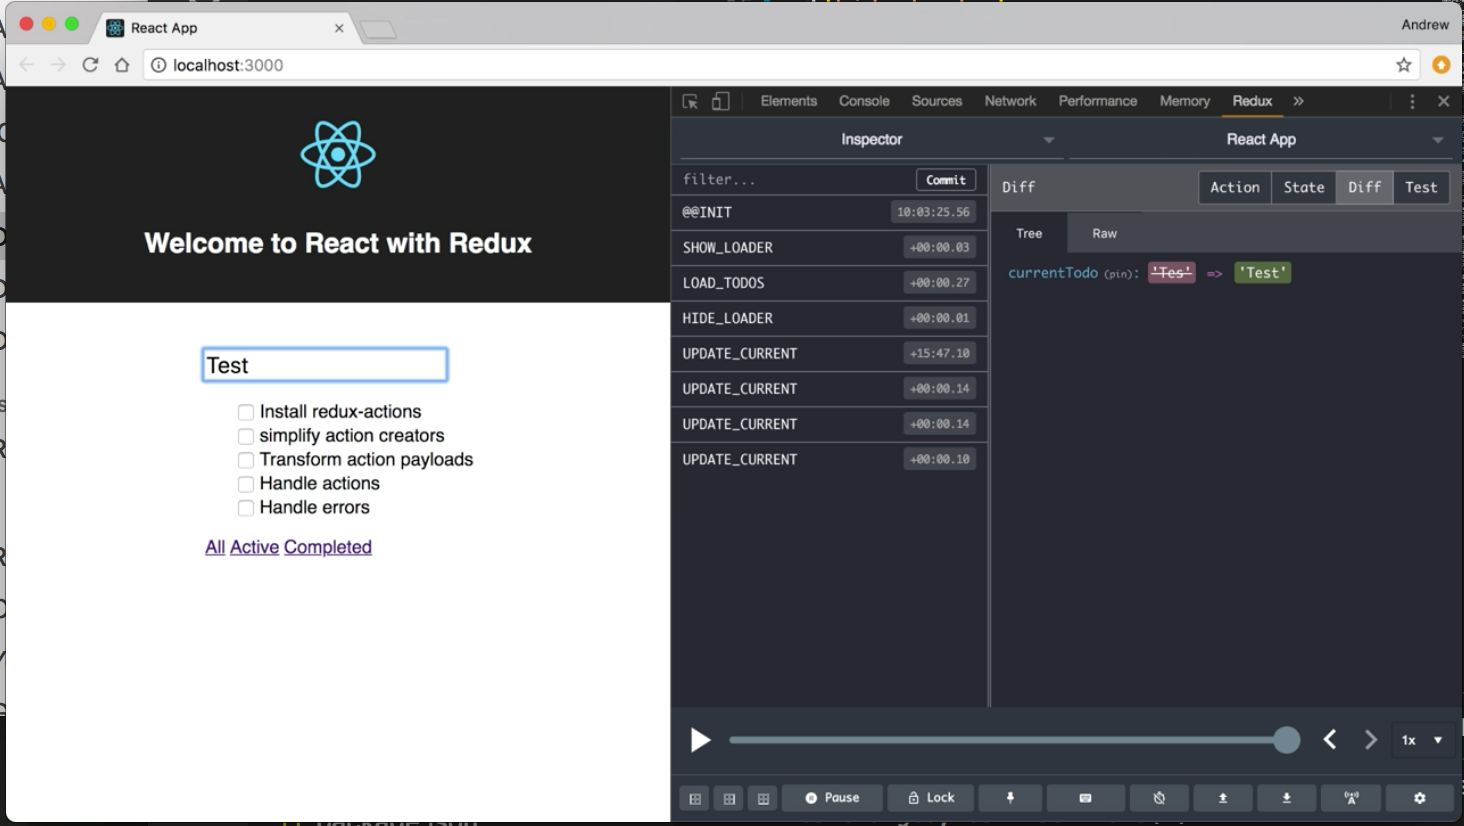 React App
Andrew
localhost:3000
Elements Console Sources Network Performance Memory Redux
Inspector
React App
Welcome to React with Redux
Test
Install redux-actions
simplify action creators
Transform action payloads
Handle actions
Handle errors
All Active Completed
filter... Commit
@@INIT 10:03:25.56
SHOW_LOADER +00:00.03
LOAD_TODOS +00:00.27
HIDE_LOADER +00:00.01
UPDATE_CURRENT +15:47.10
UPDATE_CURRENT +00:00.14
UPDATE_CURRENT +00:00.14
UPDATE_CURRENT +00:00.10
Diff Action State Diff Test
Tree Raw
currentTodo (pin): 'Tes' => 'Test'
1x
Pause Lock